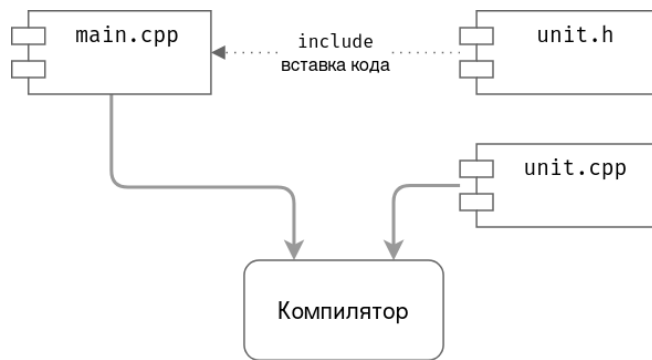 main.cpp
include
вставка кода
unit.h
unit.cpp
Компилятор